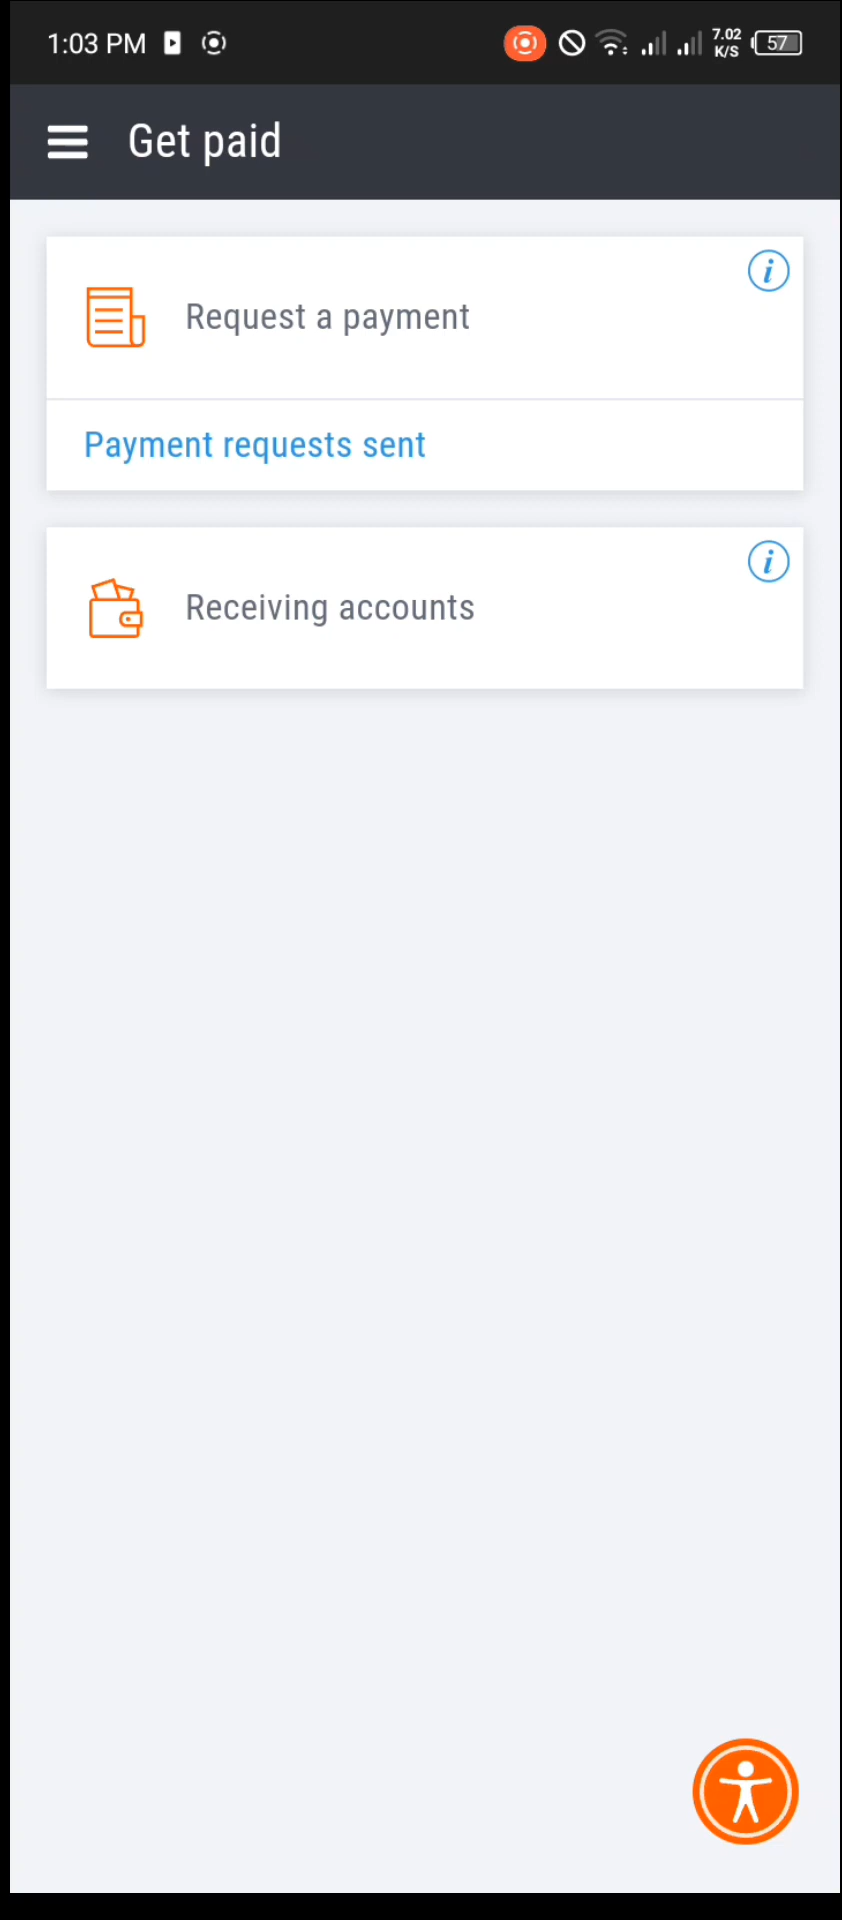 1:03 PM
7.02
K/S
57
Get paid
i
Request a payment
Payment requests sent
i
Receiving accounts